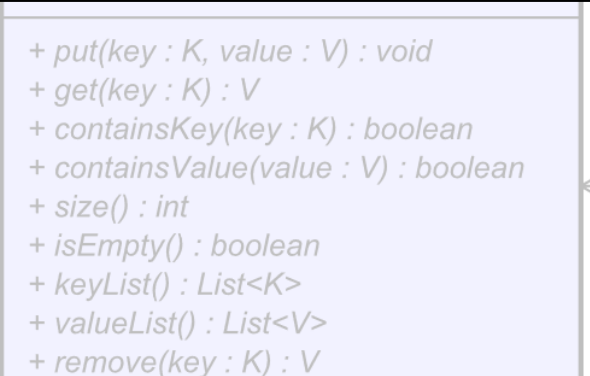 + put(key : K, value : V) : void
+ get(key : K) : V
+ containsKey(key : K) : boolean
+ containsValue(value : V) : boolean
+ size() : int
+ isEmpty() : boolean
+ keyList() : List<K>
+ valueList() : List<V>
+ remove(key : K) : V